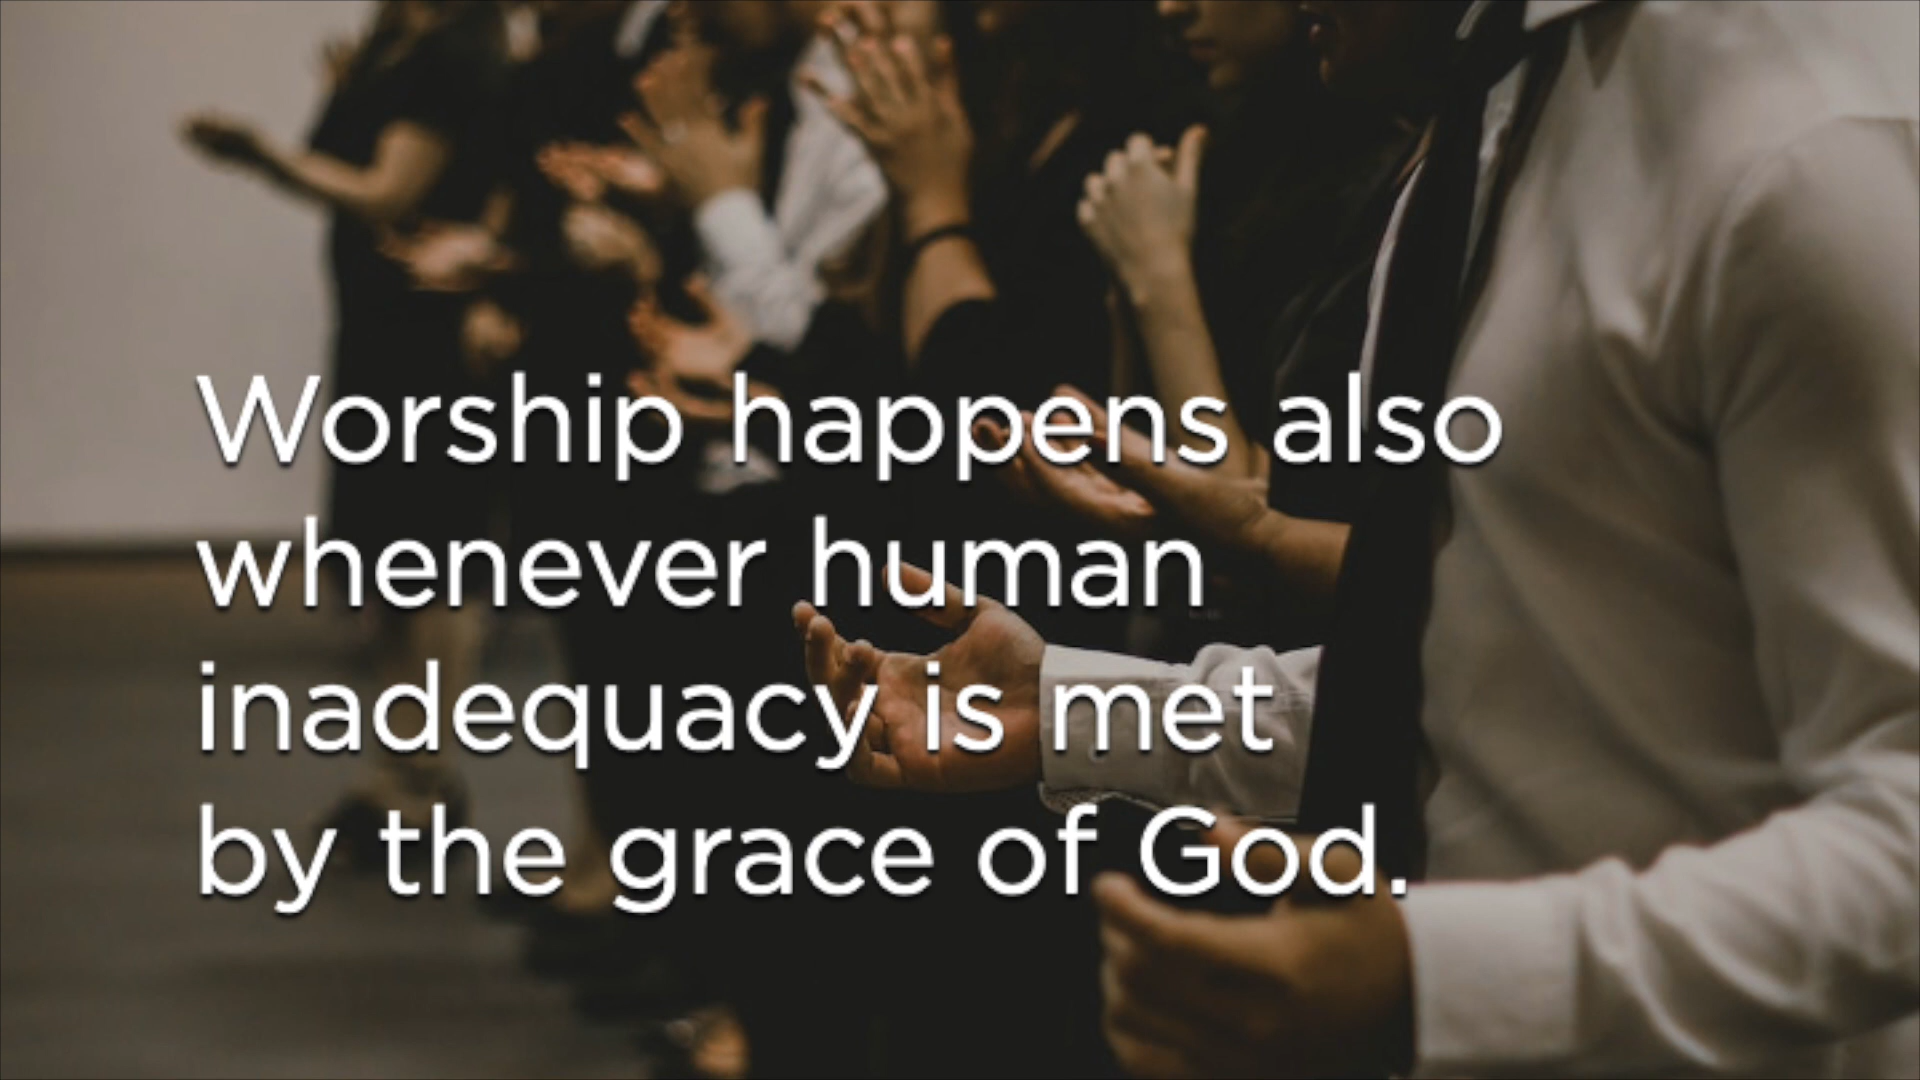 Worship happens also
whenever human
inadequacy is met
by the grace of God.